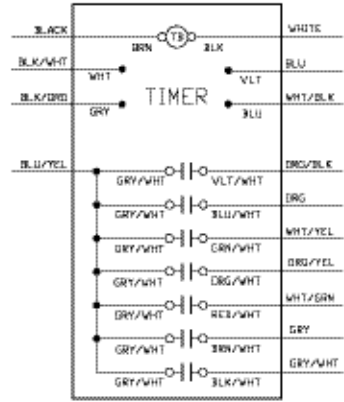 BLACK BRN TB BLK WHITE
BLK/WHT WHT VLT BLU
TIMER
BLK/ORG GRY BLU WHT/BLK
BLU/YEL GRY/WHT VLT/WHT ORG/BLK
GRY/WHT BLU/WHT ORG
GRY/WHT GRN/WHT WHT/YEL
GRY/WHT ORG/WHT ORG/YEL
GRY/WHT RED/WHT WHT/GRN
GRY/WHT BRN/WHT GRY
GRY/WHT BLK/WHT GRY/WHT